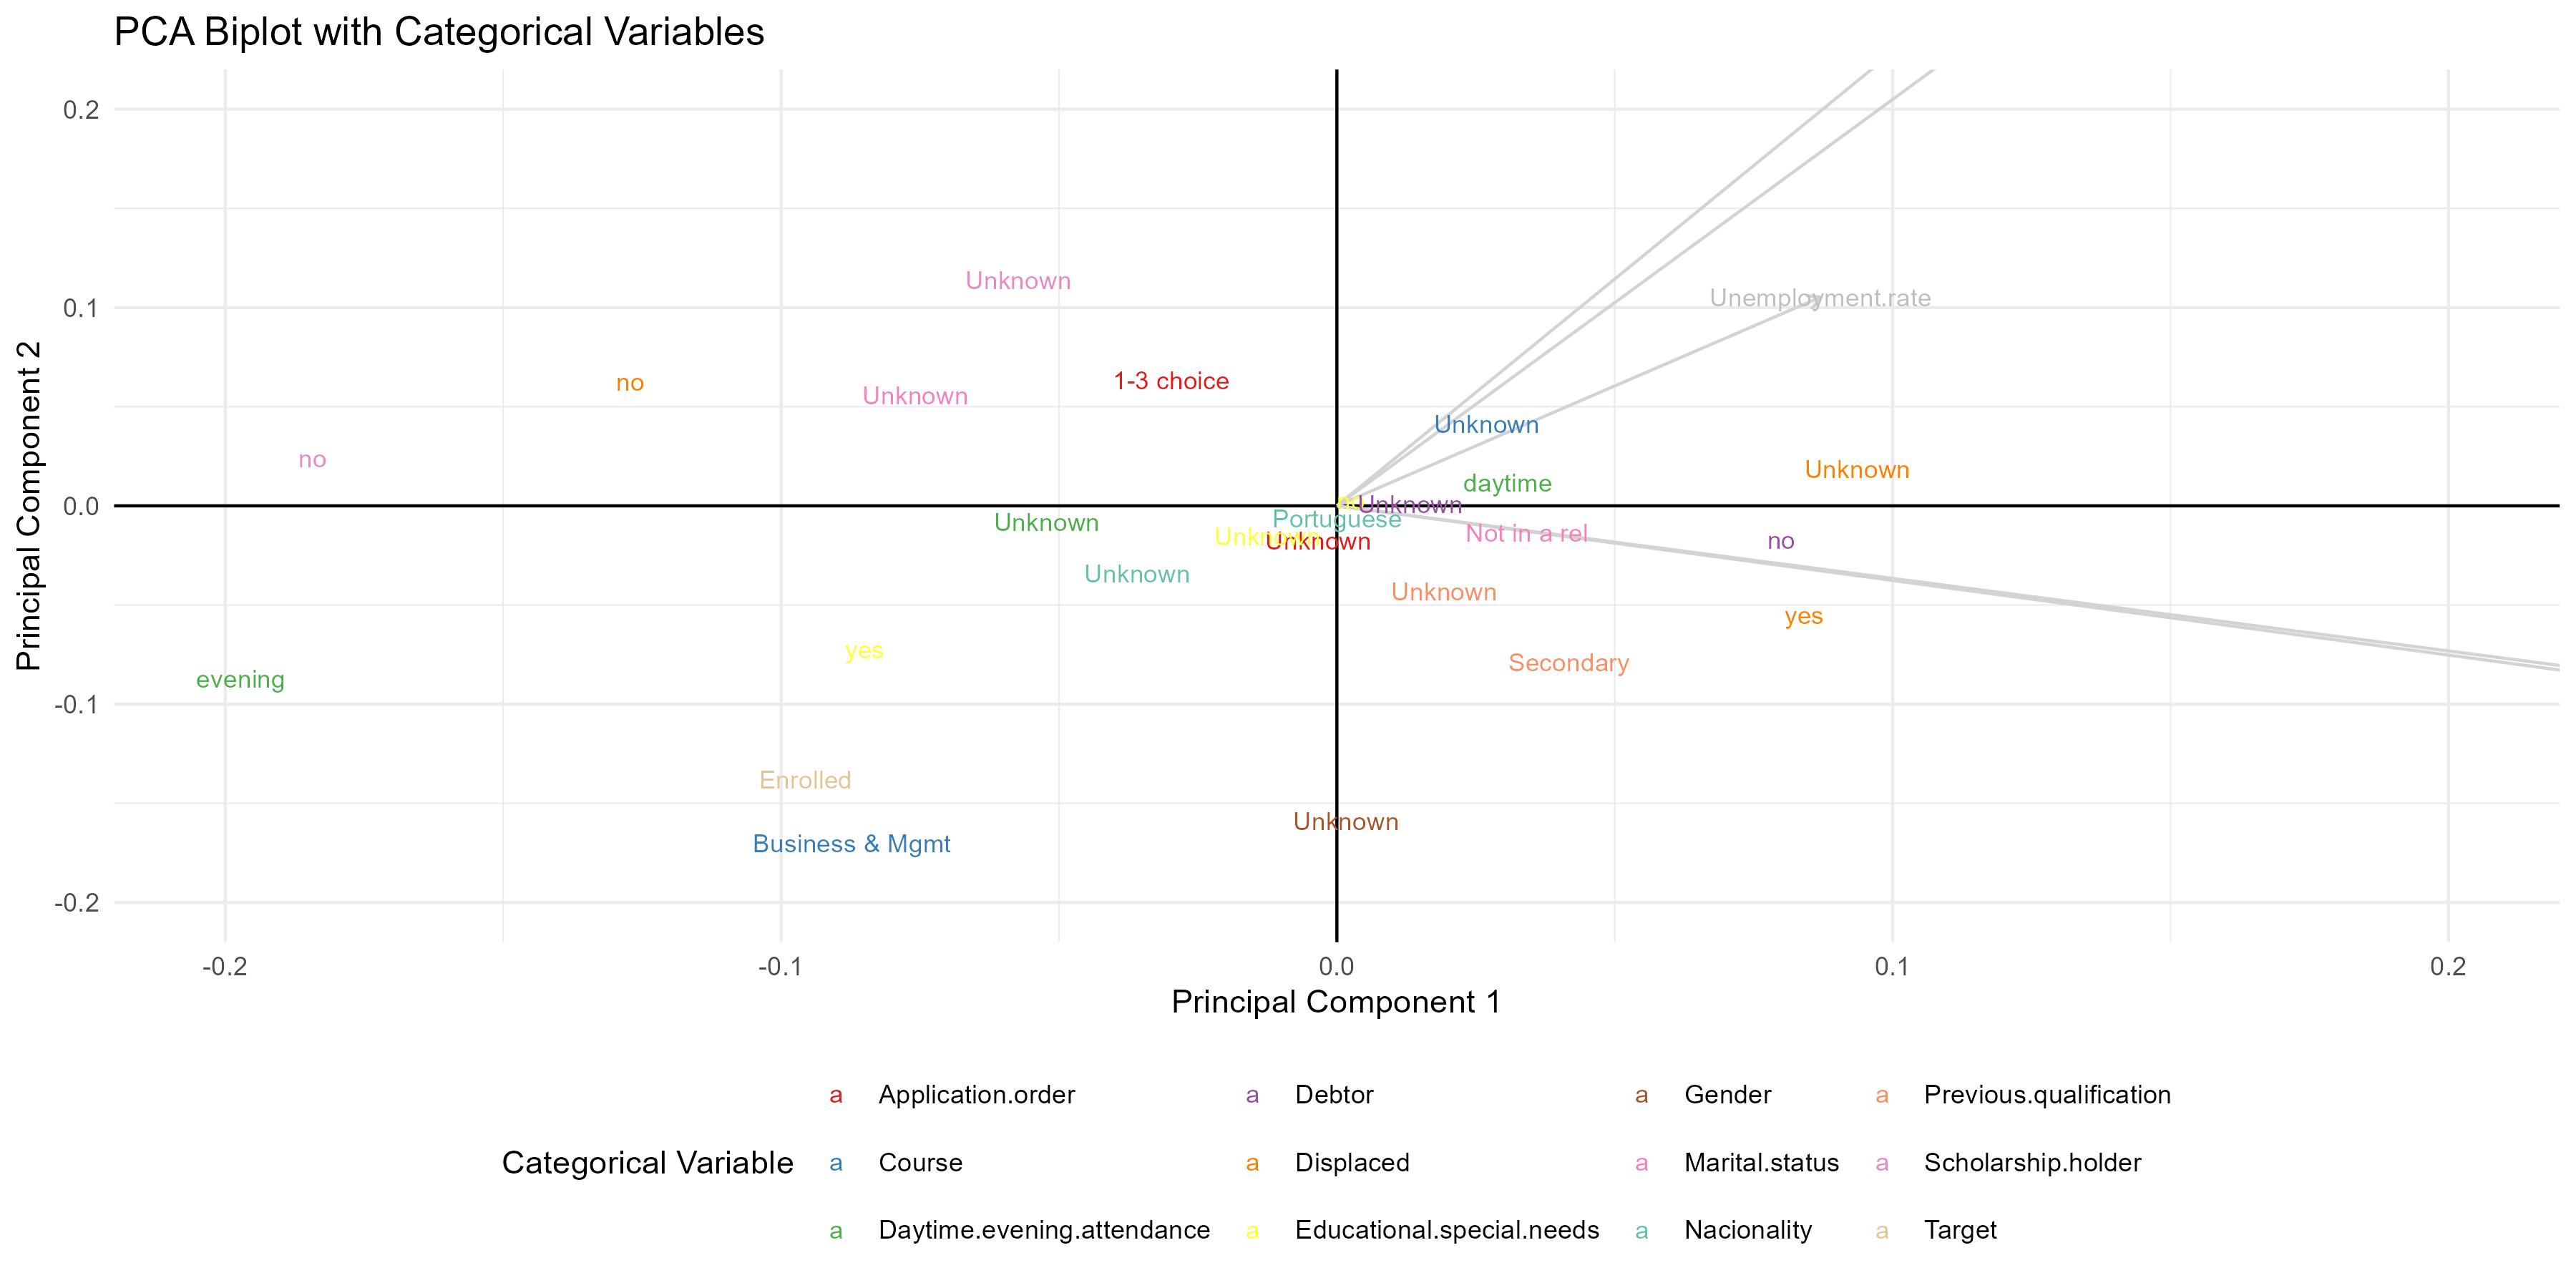 PCA Biplot with Categorical Variables
0.2
Unknown
Unemployment.rate
0.1
no
Unknown
1-3 choice
Unknown
no
Unknown
daytime
0.0
no
Unknown
Portuguese
Unknown
Unknown
Unknown
Not in a rel
no
Unknown
Unknown
yes
yes
Secondary
evening
-0.1
Enrolled
Unknown
Business & Mgmt
-0.2
Principal Component 2
-0.2
-0.1
0.0
0.1
0.2
Principal Component 1
Categorical Variable
a Application.order
a Debtor
a Gender
a Previous.qualification
a Course
a Displaced
a Marital.status
a Scholarship.holder
a Daytime.evening.attendance
a Educational.special.needs
a Nacionality
a Target